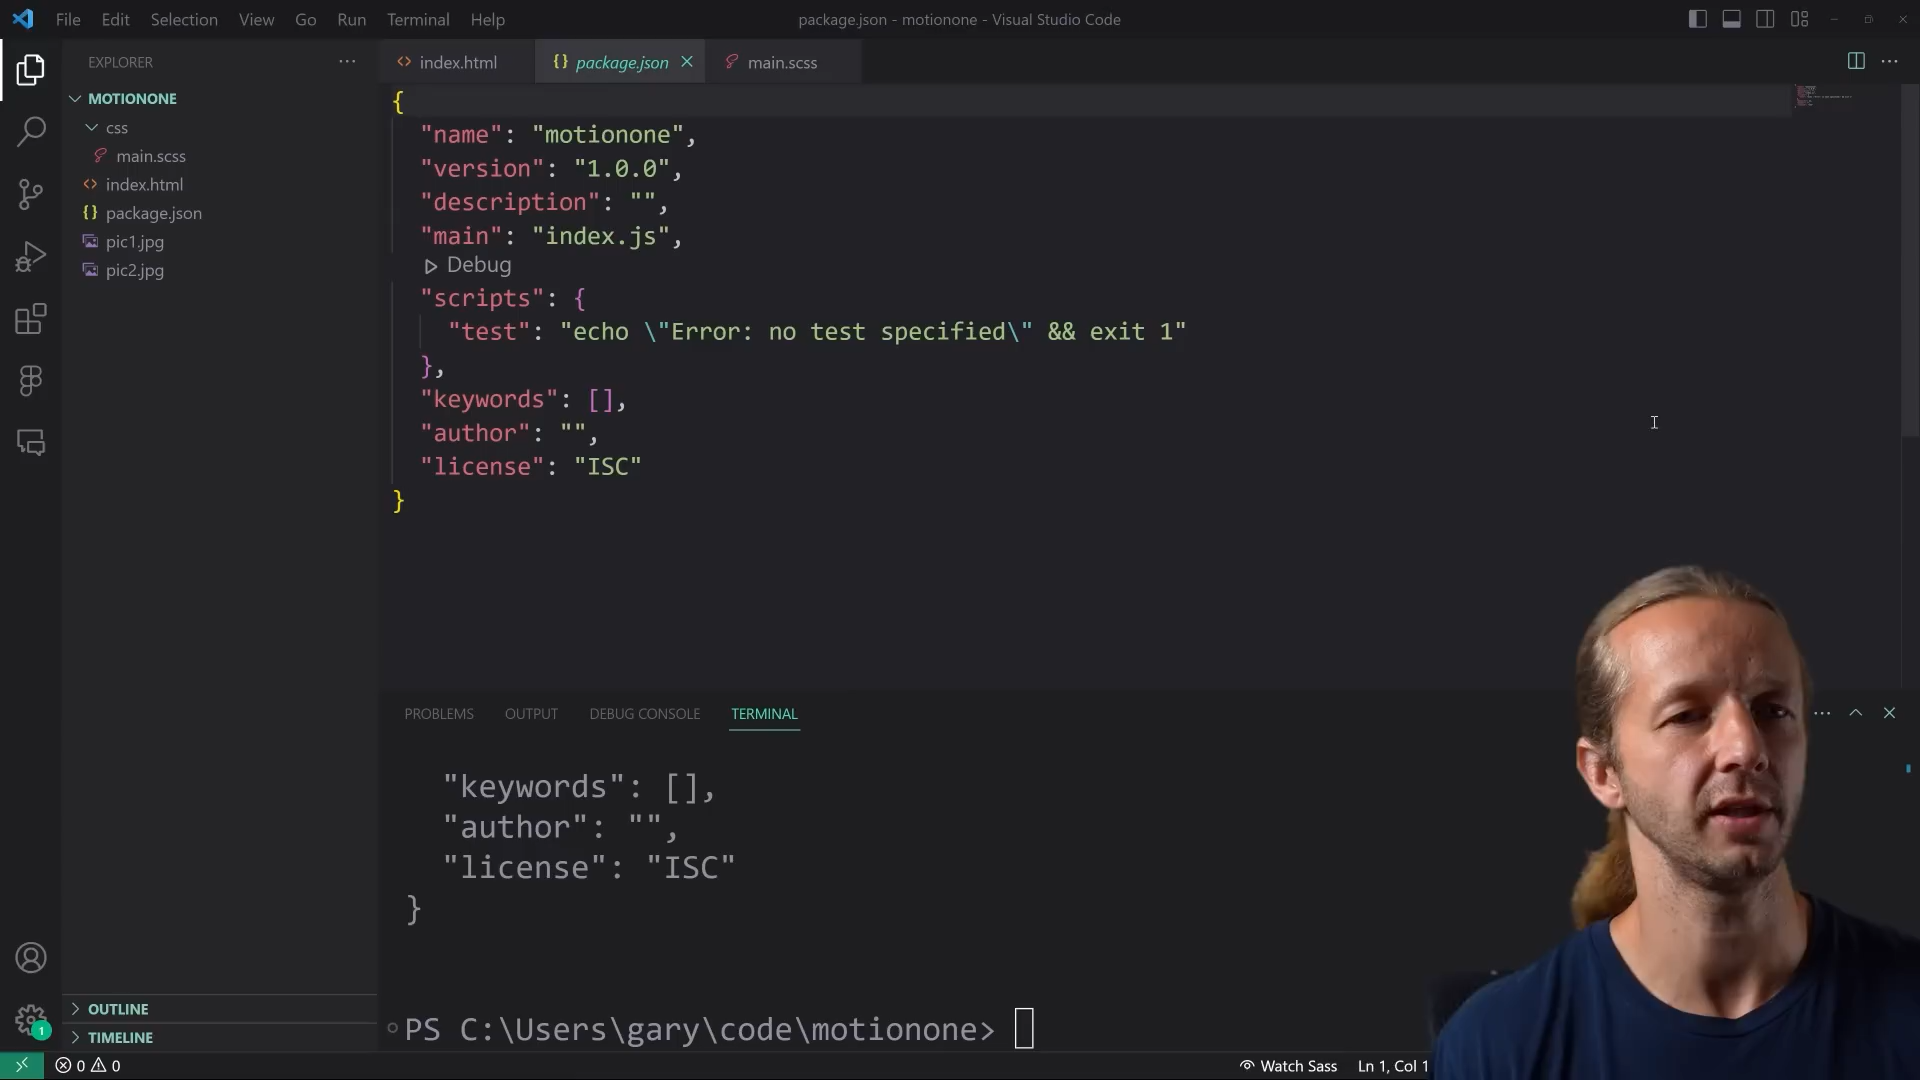 File Edit Selection View Go Run Terminal Help
package.json - motionone - Visual Studio Code
EXPLORER
MOTIONONE
css
main.scss
index.html
package.json
pic1.jpg
pic2.jpg
OUTLINE
TIMELINE
index.html
package.json
main.scss
{
"name": "motionone",
"version": "1.0.0",
"description": "",
"main": "index.js",
Debug
"scripts": {
"test": "echo \"Error: no test specified\" && exit 1"
},
"keywords": [],
"author": "",
"license": "ISC"
}
PROBLEMS OUTPUT DEBUG CONSOLE TERMINAL
"keywords": [],
"author": "",
"license": "ISC"
}
PS C:\Users\gary\code\motionone>
1
0 0
Watch Sass Ln 1, Col 1